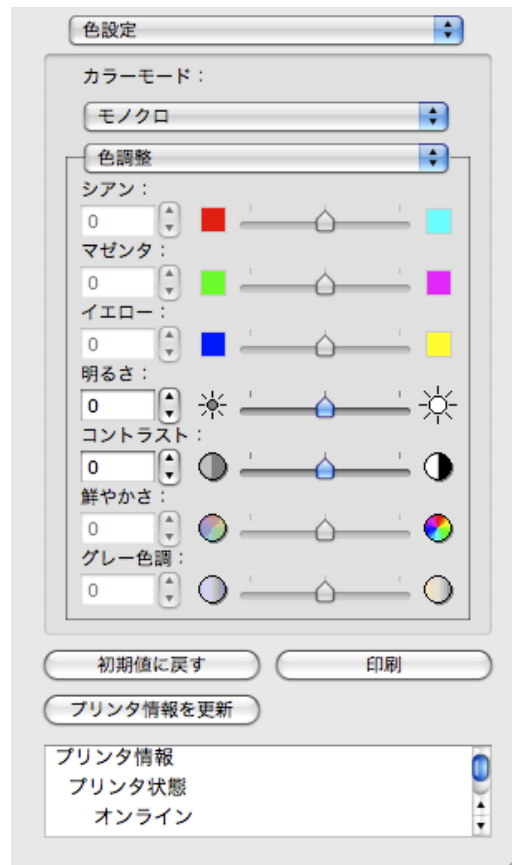 色設定
カラーモード：
モノクロ
色調整
シアン：
0
マゼンタ：
0
イエロー：
0
明るさ：
0
コントラスト：
0
鮮やかさ：
0
グレー色調：
0
初期値に戻す
印刷
プリンタ情報を更新
プリンタ情報
プリンタ状態
オンライン